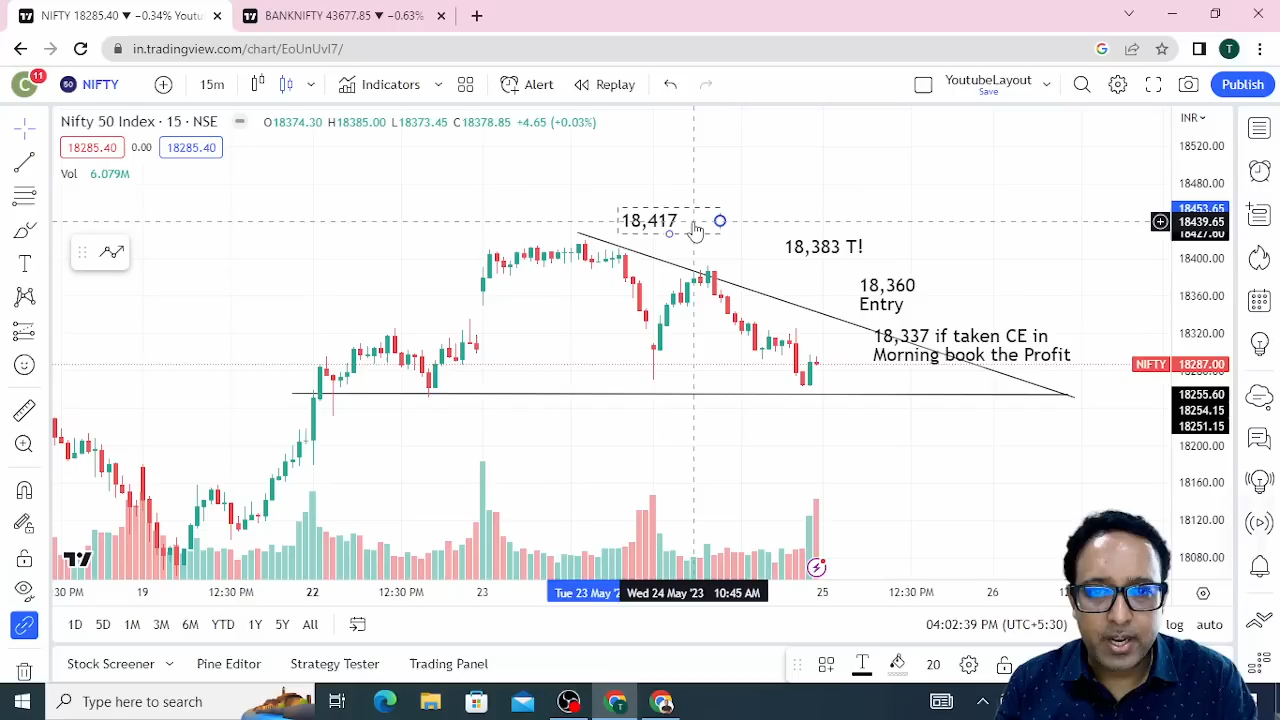 NIFTY 18285.40 ▼ −0.34% Youtu
BANKNIFTY 43677.85 ▼ −0.63%
in.tradingview.com/chart/EoUnUvl7/
C 11
50 NIFTY
15m
Indicators
Alert
Replay
YoutubeLayout
Save
Publish
Nifty 50 Index · 15 · NSE
O18374.30 H18385.00 L18373.45 C18378.85 +4.65 (+0.03%)
INR
18285.40 0.00 18285.40
Vol 6.079M
18520.00
18480.00
18453.65
18439.65
18427.80
18400.00
18360.00
18320.00
NIFTY 18287.00
18255.60
18254.15
18251.15
18200.00
18160.00
18120.00
18080.00
18,417
18,383 T!
18,360
Entry
18,337 if taken CE in
Morning book the Profit
:30 PM 19 12:30 PM 22 12:30 PM 23 Tue 23 May '2 Wed 24 May '23 10:45 AM 25 12:30 PM 26
1D 5D 1M 3M 6M YTD 1Y 5Y All
04:02:39 PM (UTC+5:30)
log auto
Stock Screener
Pine Editor
Strategy Tester
Trading Panel
20
Type here to search